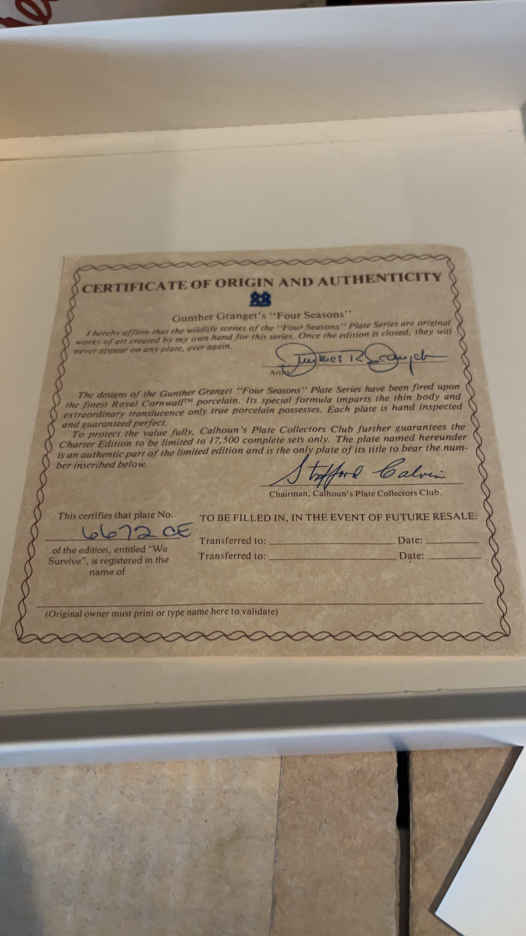 CERTIFICATE OF ORIGIN AND AUTHENTICITY
Gunther Granget's "Four Seasons"
I hereby affirm that the wildlife scenes of the "Four Seasons" Plate Series are original
works of art created by my own hand for this series. Once the edition is closed, they will
never appear on any plate, ever again.
Artist
The designs of the Gunther Granget "Four Seasons" Plate Series have been fired upon
the finest Royal Cornwall™ porcelain. Its special formula imparts the thin body and
extraordinary translucence only true porcelain possesses. Each plate is hand inspected
and guaranteed perfect.
To protect the value fully, Calhoun's Plate Collectors Club further guarantees the
Charter Edition to be limited to 17,500 complete sets only. The plate named hereunder
is an authentic part of the limited edition and is the only plate of its title to bear the num-
ber inscribed below.
Stafford Calvin
Chairman, Calhoun's Plate Collectors Club.
This certifies that plate No.
6672 CE
of the edition, entitled "We
Survive", is registered in the
name of
TO BE FILLED IN, IN THE EVENT OF FUTURE RESALE:
Transferred to: Date:
Transferred to: Date:
(Original owner must print or type name here to validate)